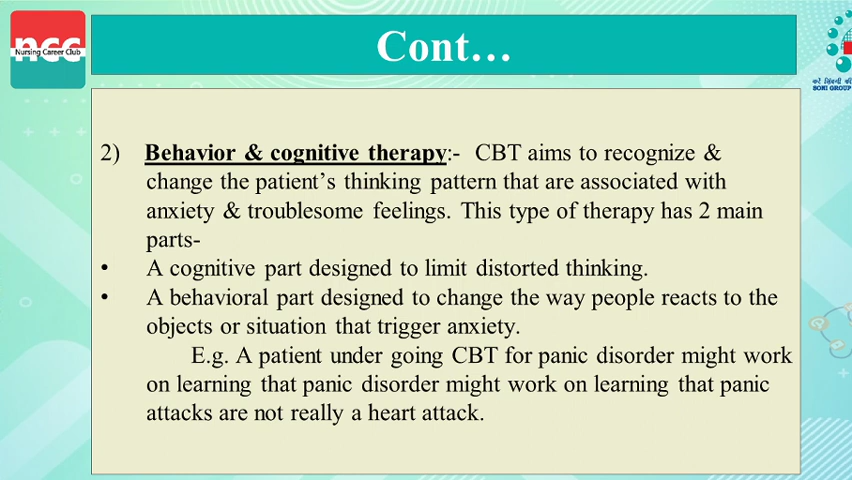 ncc
Nursing Career Club
Cont…
SONI GROUP
2) Behavior & cognitive therapy:- CBT aims to recognize &
change the patient's thinking pattern that are associated with
anxiety & troublesome feelings. This type of therapy has 2 main
parts-
• A cognitive part designed to limit distorted thinking.
• A behavioral part designed to change the way people reacts to the
objects or situation that trigger anxiety.
E.g. A patient under going CBT for panic disorder might work
on learning that panic disorder might work on learning that panic
attacks are not really a heart attack.